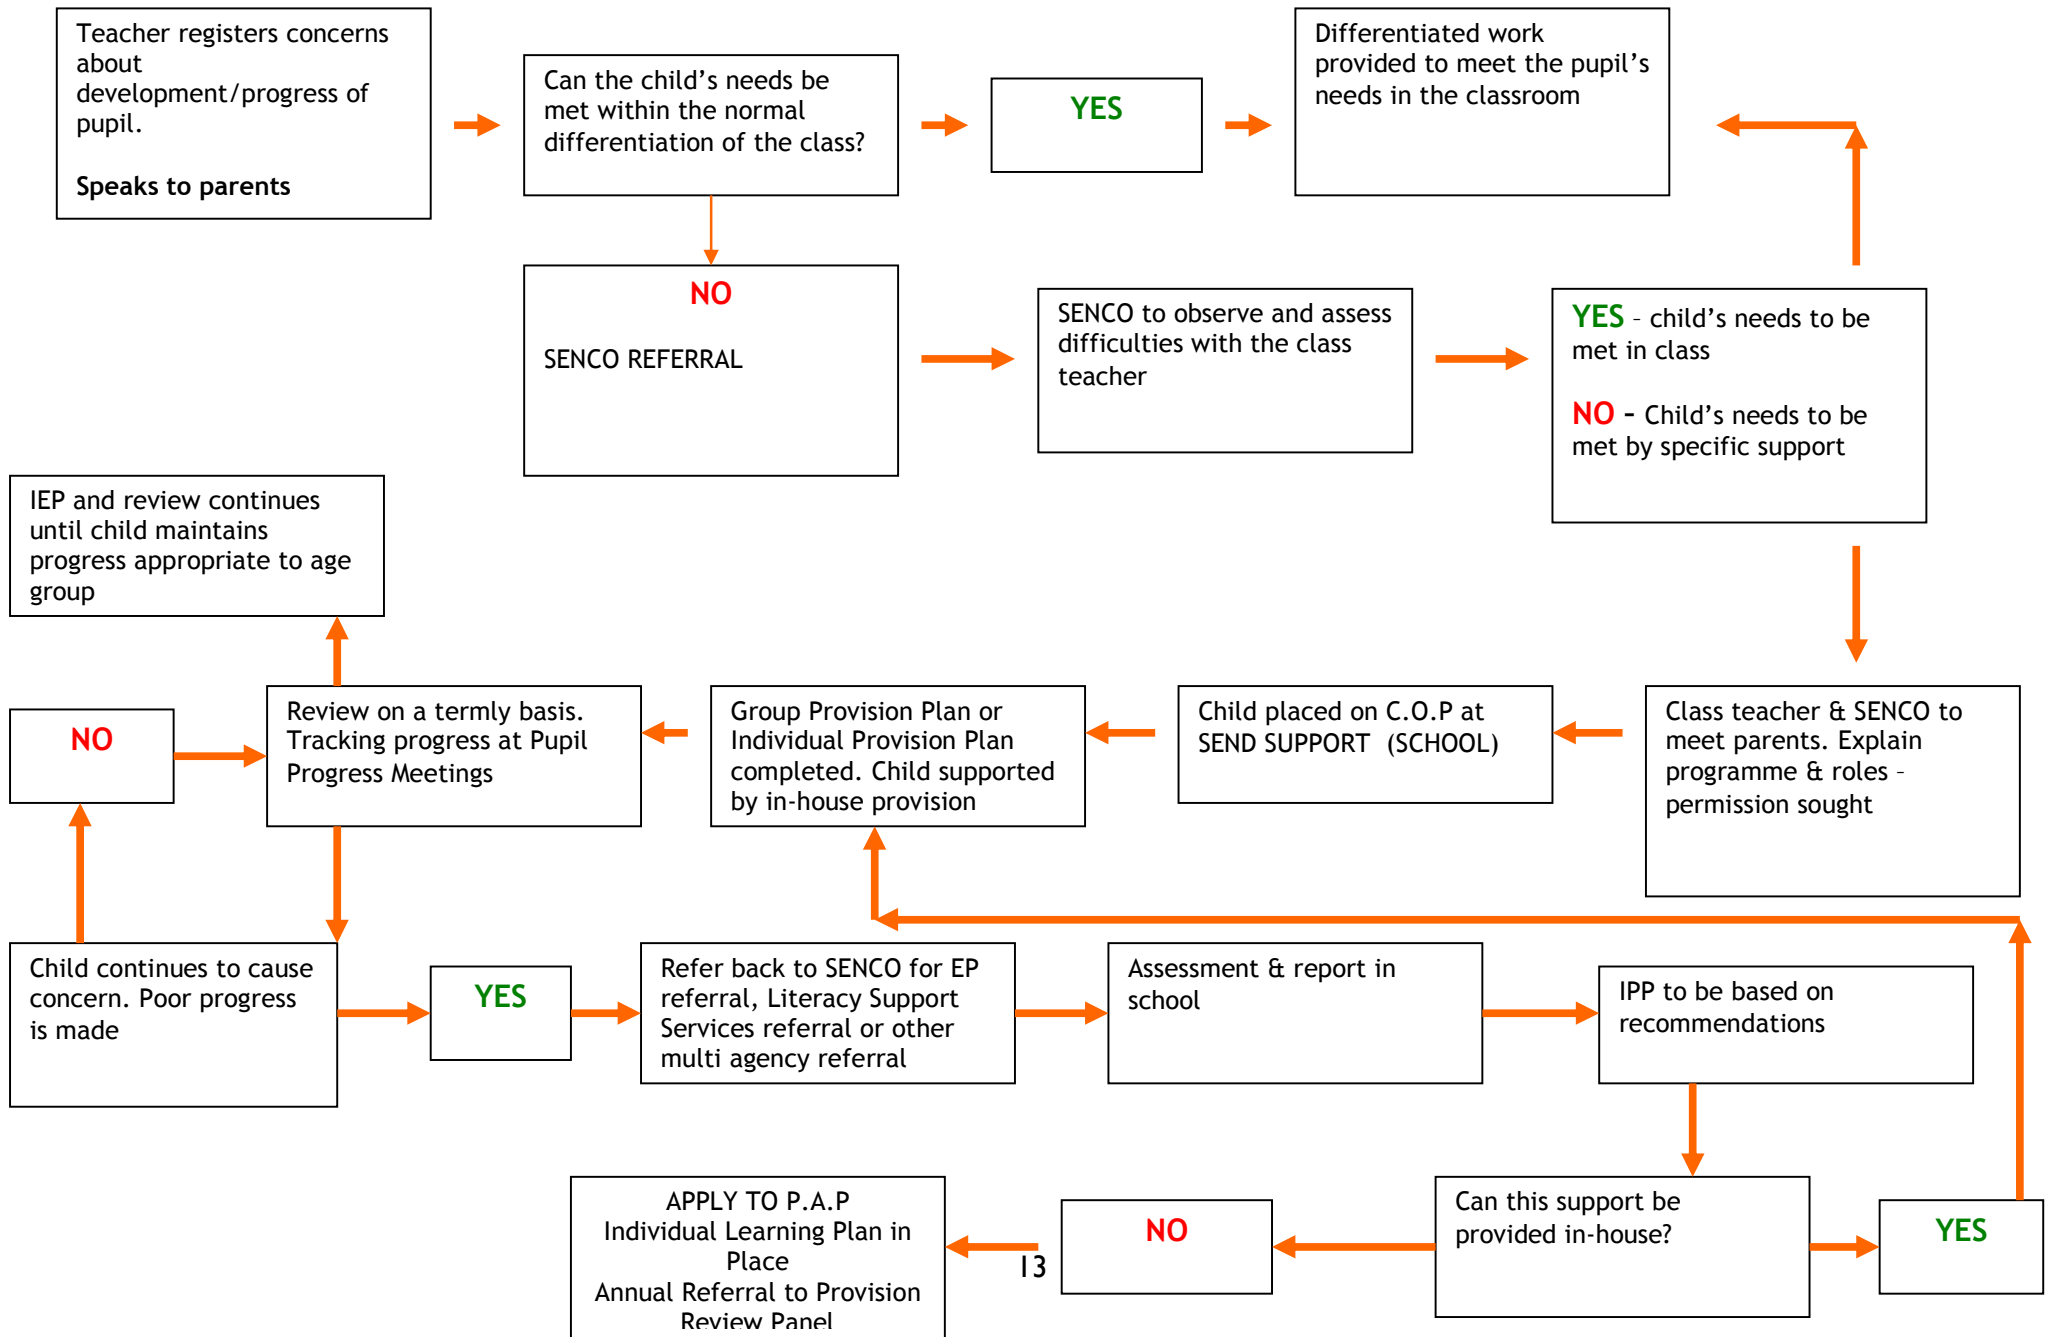 Teacher registers concerns
about
development/progress of
pupil.
Speaks to parents
Can the child's needs be
met within the normal
differentiation of the class?
YES
Differentiated work
provided to meet the pupil's
needs in the classroom
NO
SENCO REFERRAL
SENCO to observe and assess
difficulties with the class
teacher
YES – child's needs to be
met in class
NO – Child's needs to be
met by specific support
IEP and review continues
until child maintains
progress appropriate to age
group
NO
Review on a termly basis.
Tracking progress at Pupil
Progress Meetings
Group Provision Plan or
Individual Provision Plan
completed. Child supported
by in-house provision
Child placed on C.O.P at
SEND SUPPORT (SCHOOL)
Class teacher & SENCO to
meet parents. Explain
programme & roles –
permission sought
Child continues to cause
concern. Poor progress
is made
YES
Refer back to SENCO for EP
referral, Literacy Support
Services referral or other
multi agency referral
Assessment & report in
school
IPP to be based on
recommendations
APPLY TO P.A.P
Individual Learning Plan in
Place
Annual Referral to Provision
Review Panel
13
NO
Can this support be
provided in-house?
YES